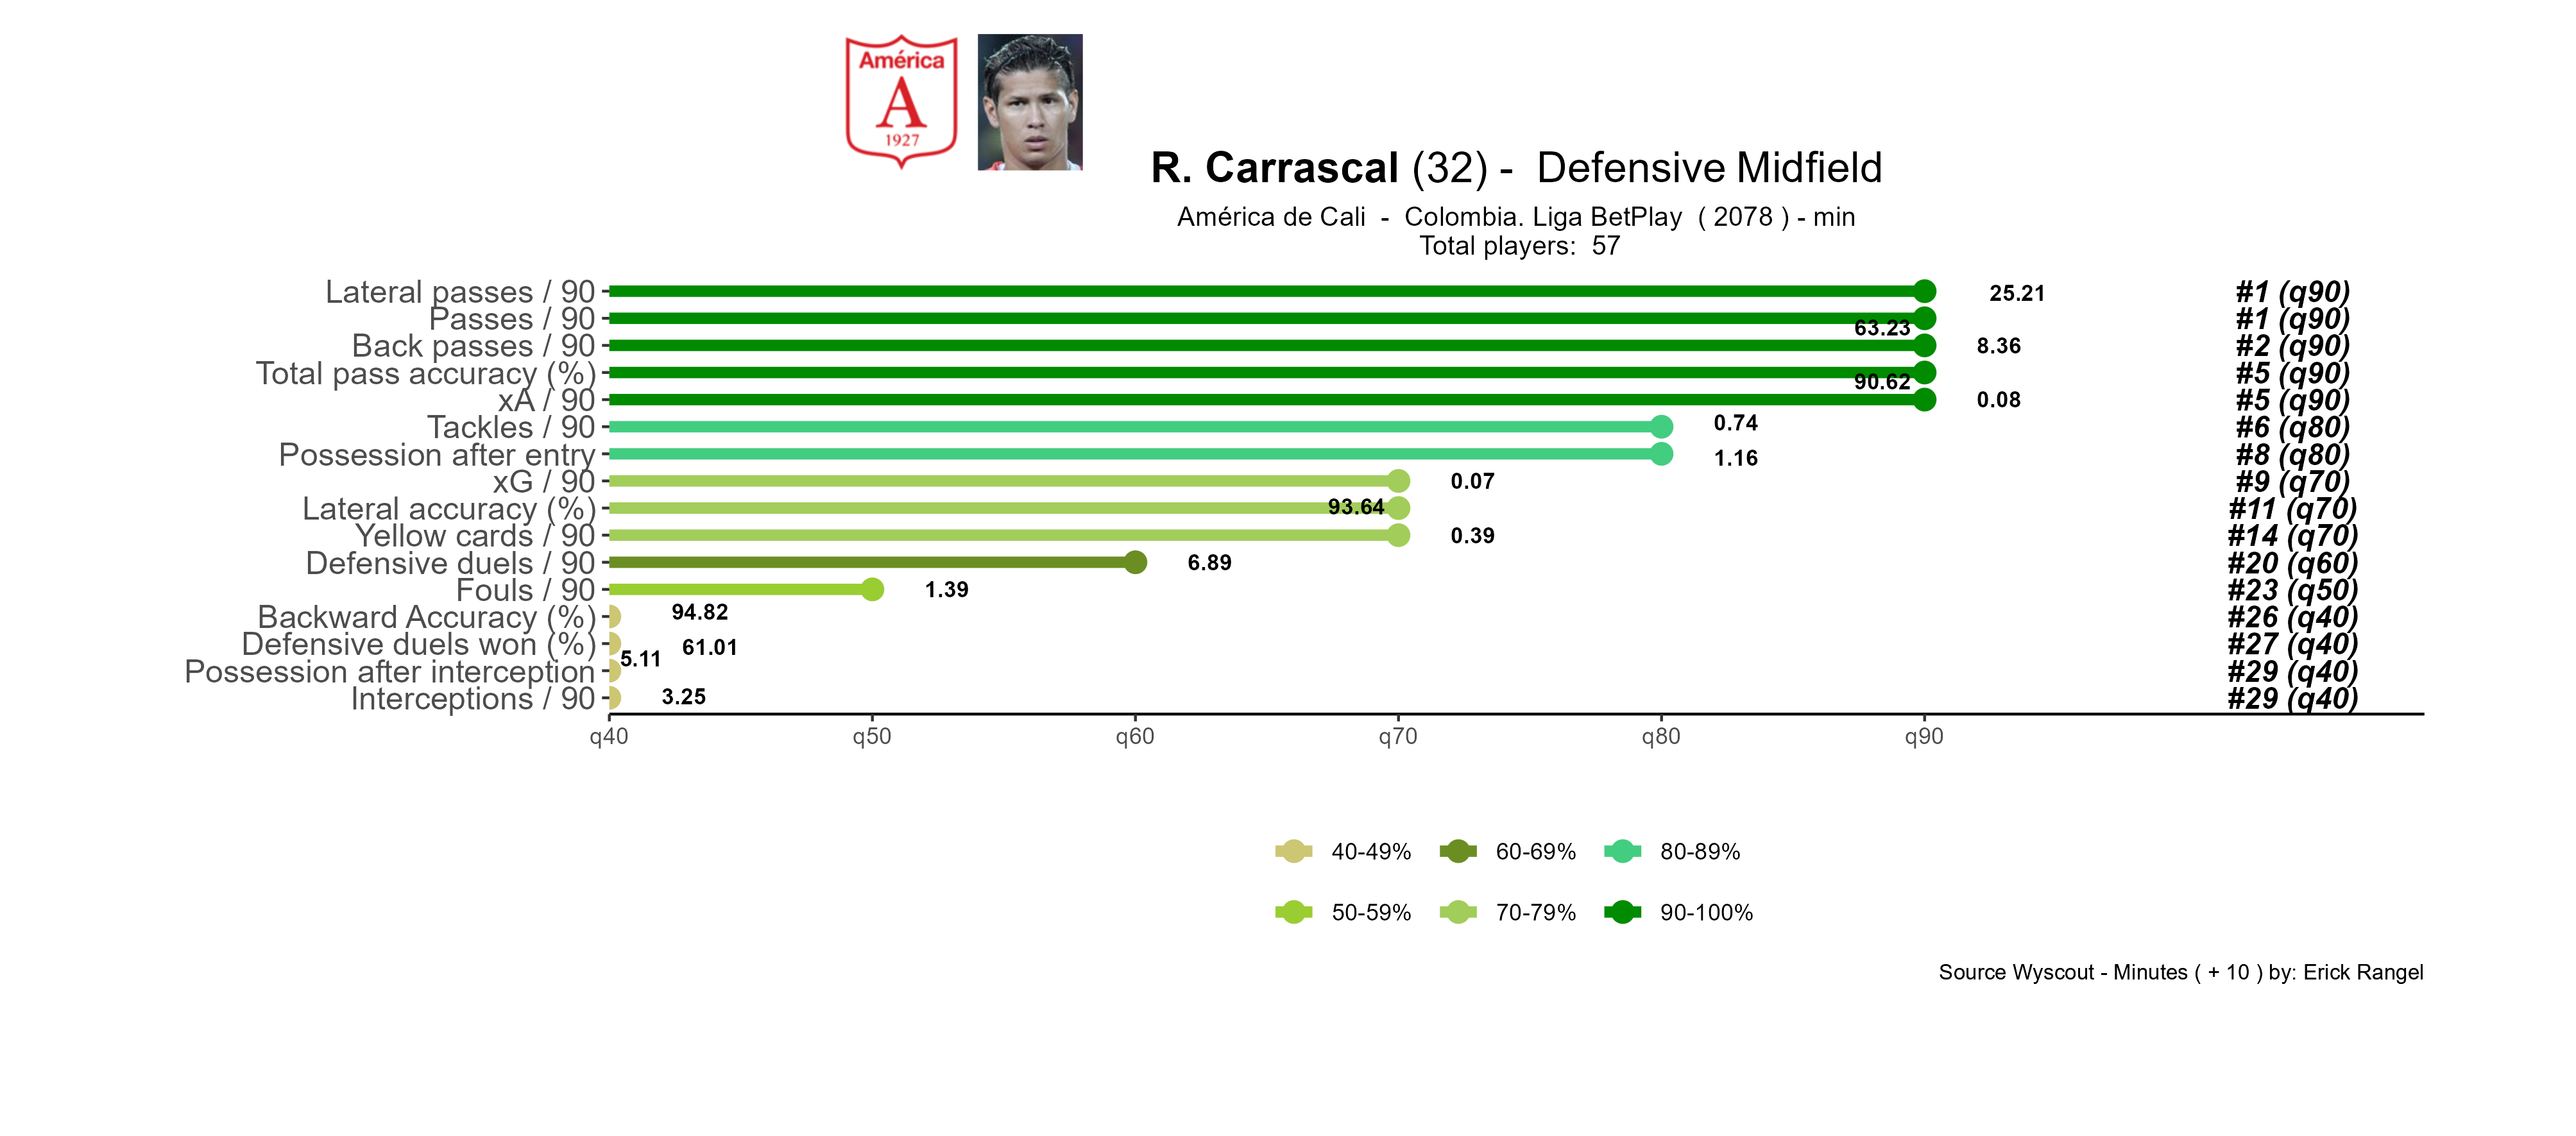 América
A
1927
R. Carrascal (32) - Defensive Midfield
América de Cali - Colombia. Liga BetPlay ( 2078 ) - min
Total players: 57
Lateral passes / 90 25.21 #1 (q90)
Passes / 90 63.23 #1 (q90)
Back passes / 90 8.36 #2 (q90)
Total pass accuracy (%) 90.62 #5 (q90)
xA / 90 0.08 #5 (q90)
Tackles / 90 0.74 #6 (q80)
Possession after entry 1.16 #8 (q80)
xG / 90 0.07 #9 (q70)
Lateral accuracy (%) 93.64 #11 (q70)
Yellow cards / 90 0.39 #14 (q70)
Defensive duels / 90 6.89 #20 (q60)
Fouls / 90 1.39 #23 (q50)
Backward Accuracy (%) 94.82 #26 (q40)
Defensive duels won (%) 61.01 #27 (q40)
Possession after interception 5.11 #29 (q40)
Interceptions / 90 3.25 #29 (q40)
q40 q50 q60 q70 q80 q90
40-49% 60-69% 80-89%
50-59% 70-79% 90-100%
Source Wyscout - Minutes ( + 10 ) by: Erick Rangel